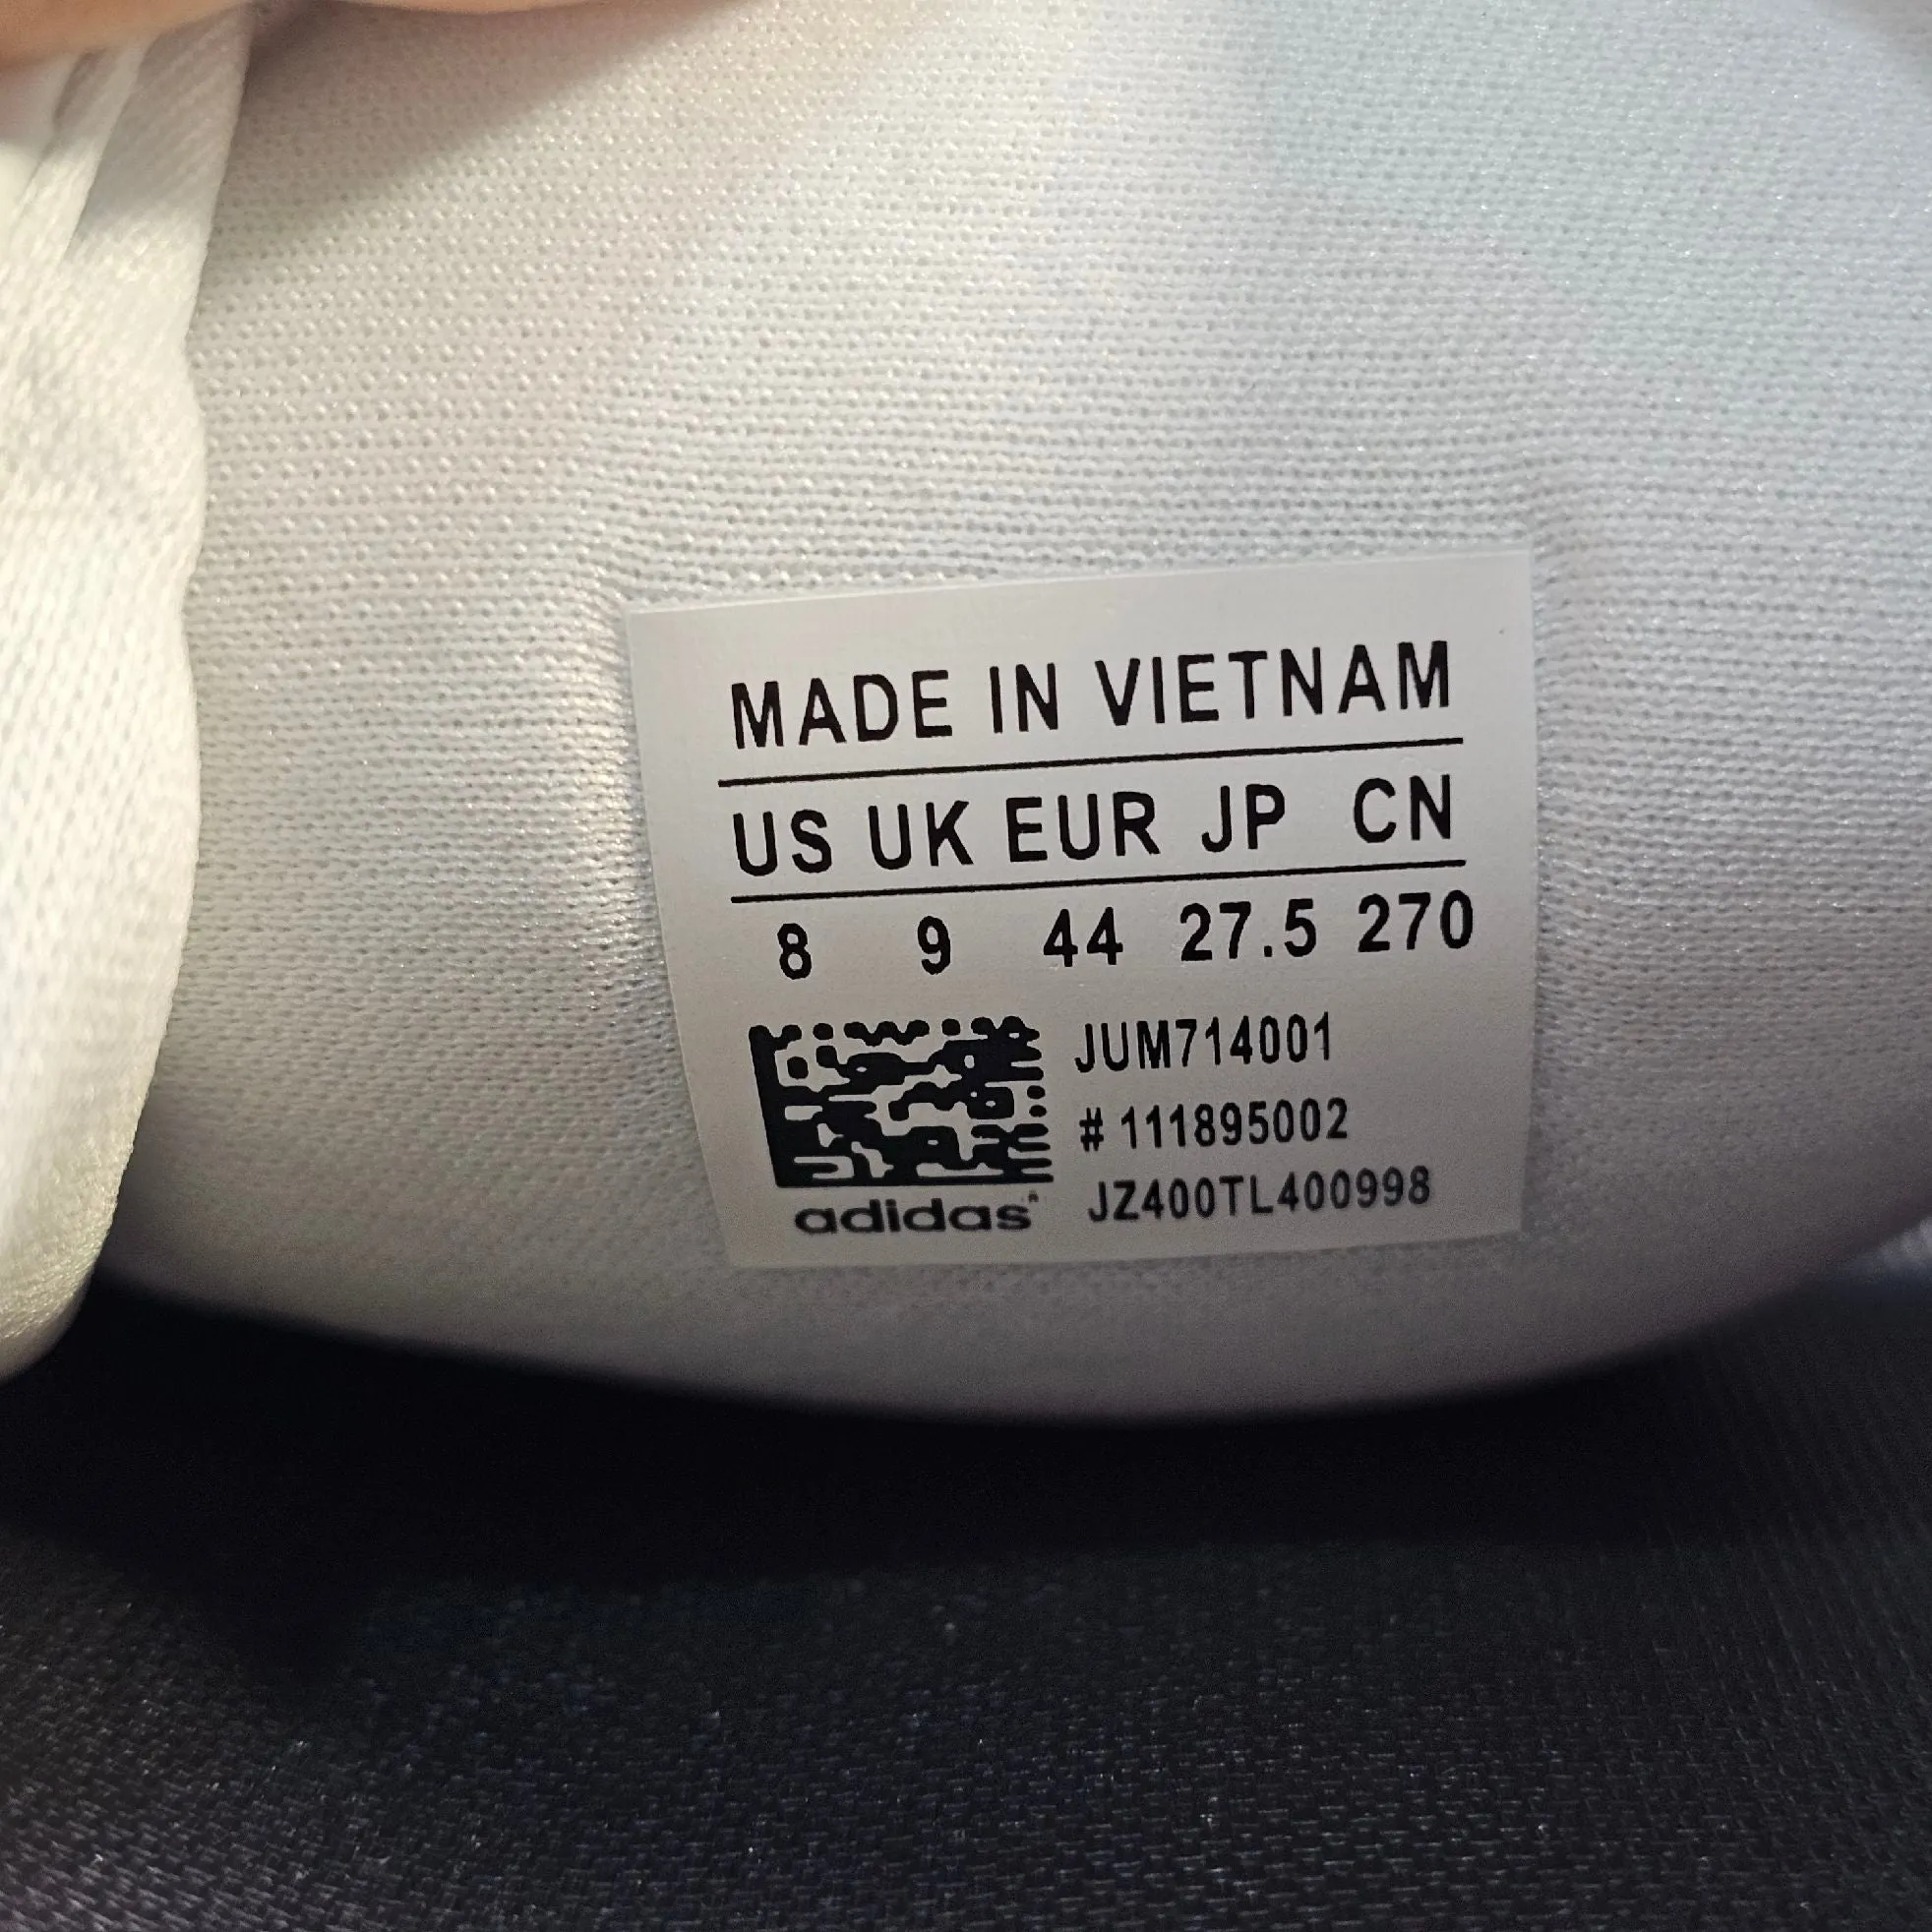 MADE IN VIETNAM
US UK EUR JP CN
8 9 44 27.5 270
JUM714001
# 111895002
JZ400TL400998
adidas